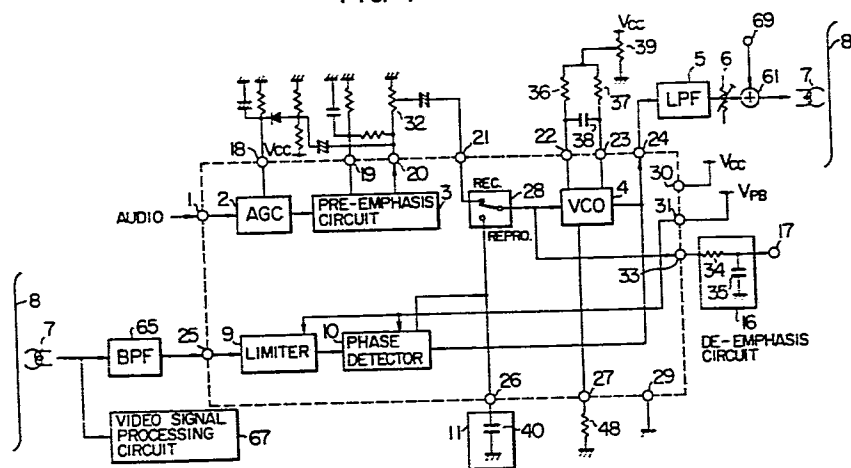 Vcc
69
8
39
5
6
LPF
61
7
36
37
32
38
21
22
23
24
Vcc
18
19
20
30
Vcc
REC.
28
4
31
VPB
1
2
3
AUDIO
AGC
PRE-EMPHASIS
CIRCUIT
VCO
REPRO.
17
33
34
35
16
DE-EMPHASIS
CIRCUIT
8
7
65
25
9
10
BPF
LIMITER
PHASE
DETECTOR
26
27
29
VIDEO SIGNAL
PROCESSING
CIRCUIT
67
11
40
48